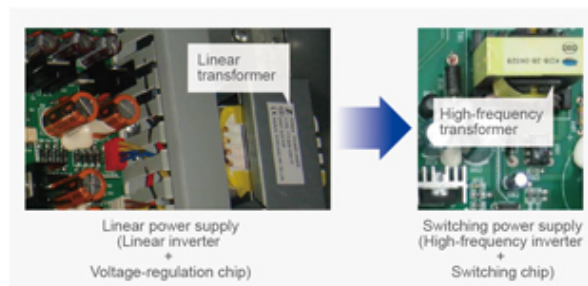 Linear
transformer
High-frequency
transformer
Linear power supply
(Linear inverter
+
Voltage-regulation chip)
Switching power supply
(High-frequency inverter
+
Switching chip)